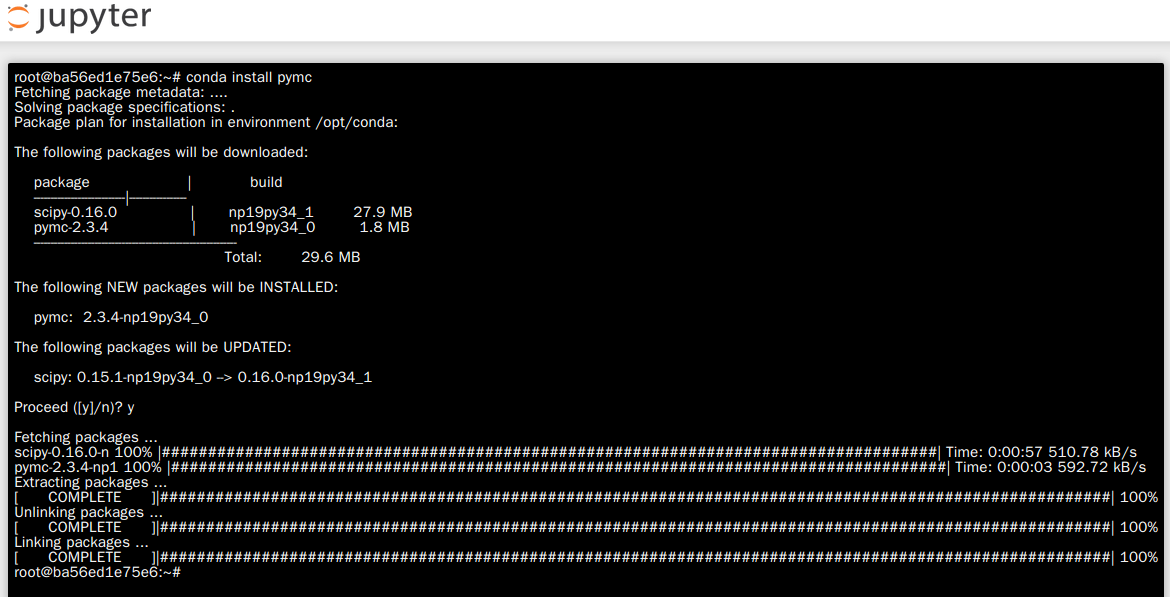 jupyter
root@ba56ed1e75e6:~# conda install pymc
Fetching package metadata: ....
Solving package specifications: .
Package plan for installation in environment /opt/conda:
The following packages will be downloaded:
package | build
---------------------------|-----------------
scipy-0.16.0 | np19py34_1 27.9 MB
pymc-2.3.4 | np19py34_0 1.8 MB
------------------------------------------------------------
Total: 29.6 MB
The following NEW packages will be INSTALLED:
pymc: 2.3.4-np19py34_0
The following packages will be UPDATED:
scipy: 0.15.1-np19py34_0 --> 0.16.0-np19py34_1
Proceed ([y]/n)? y
Fetching packages ...
scipy-0.16.0-n 100% |###################################################################################| Time: 0:00:57 510.78 kB/s
pymc-2.3.4-np1 100% |###################################################################################| Time: 0:00:03 592.72 kB/s
Extracting packages ...
[ COMPLETE ]|######################################################################################################| 100%
Unlinking packages ...
[ COMPLETE ]|######################################################################################################| 100%
Linking packages ...
[ COMPLETE ]|######################################################################################################| 100%
root@ba56ed1e75e6:~#